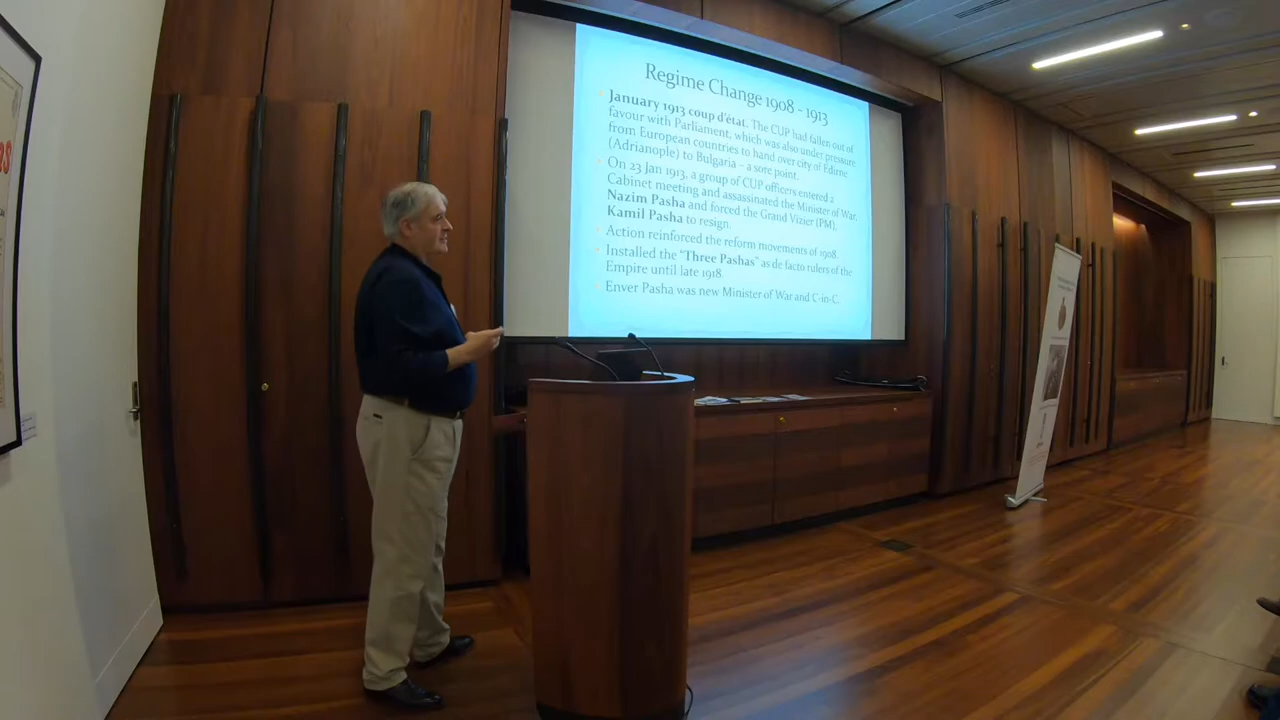 Regime Change 1908 - 1913
January 1913 coup d'état. The CUP had fallen out of
favour with Parliament, which was also under pressure
from European countries to hand over city of Edirne
(Adrianople) to Bulgaria – a sore point.
On 23 Jan 1913, a group of CUP officers entered a
Cabinet meeting and assassinated the Minister of War,
Nazim Pasha and forced the Grand Vizier (PM),
Kamil Pasha to resign.
Action reinforced the reform movements of 1908.
Installed the "Three Pashas" as de facto rulers of the
Empire until late 1918.
Enver Pasha was new Minister of War and C-in-C.